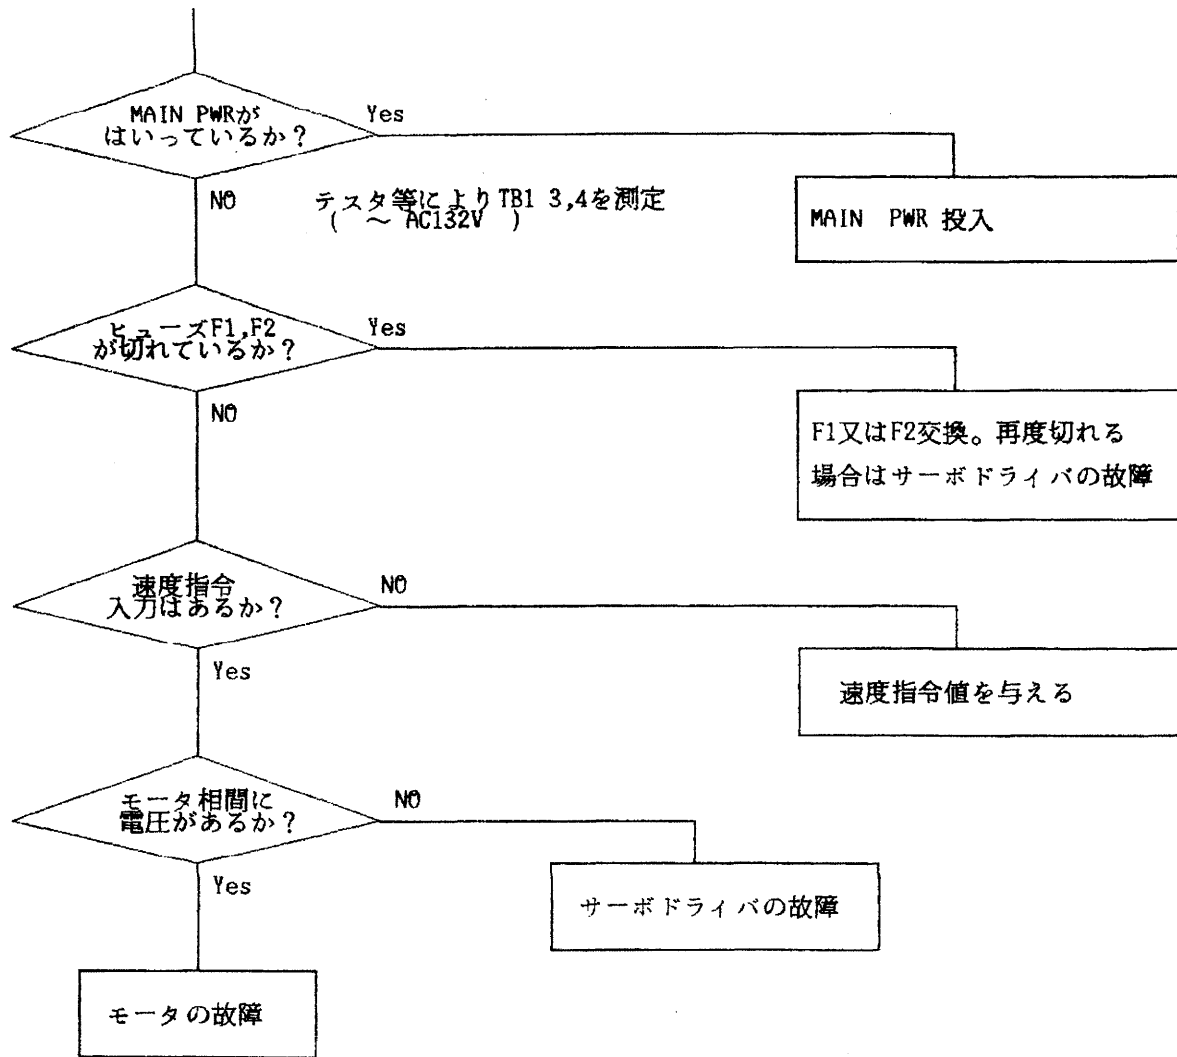 MAIN PWRが
はいっているか？
Yes
NO
テスタ等によりTB1 3,4を測定
( ～ AC132V )
MAIN PWR 投入
ヒューズF1,F2
が切れているか？
Yes
NO
F1又はF2交換。再度切れる
場合はサーボドライバの故障
速度指令
入力はあるか？
NO
Yes
速度指令値を与える
モータ相間に
電圧があるか？
NO
Yes
サーボドライバの故障
モータの故障